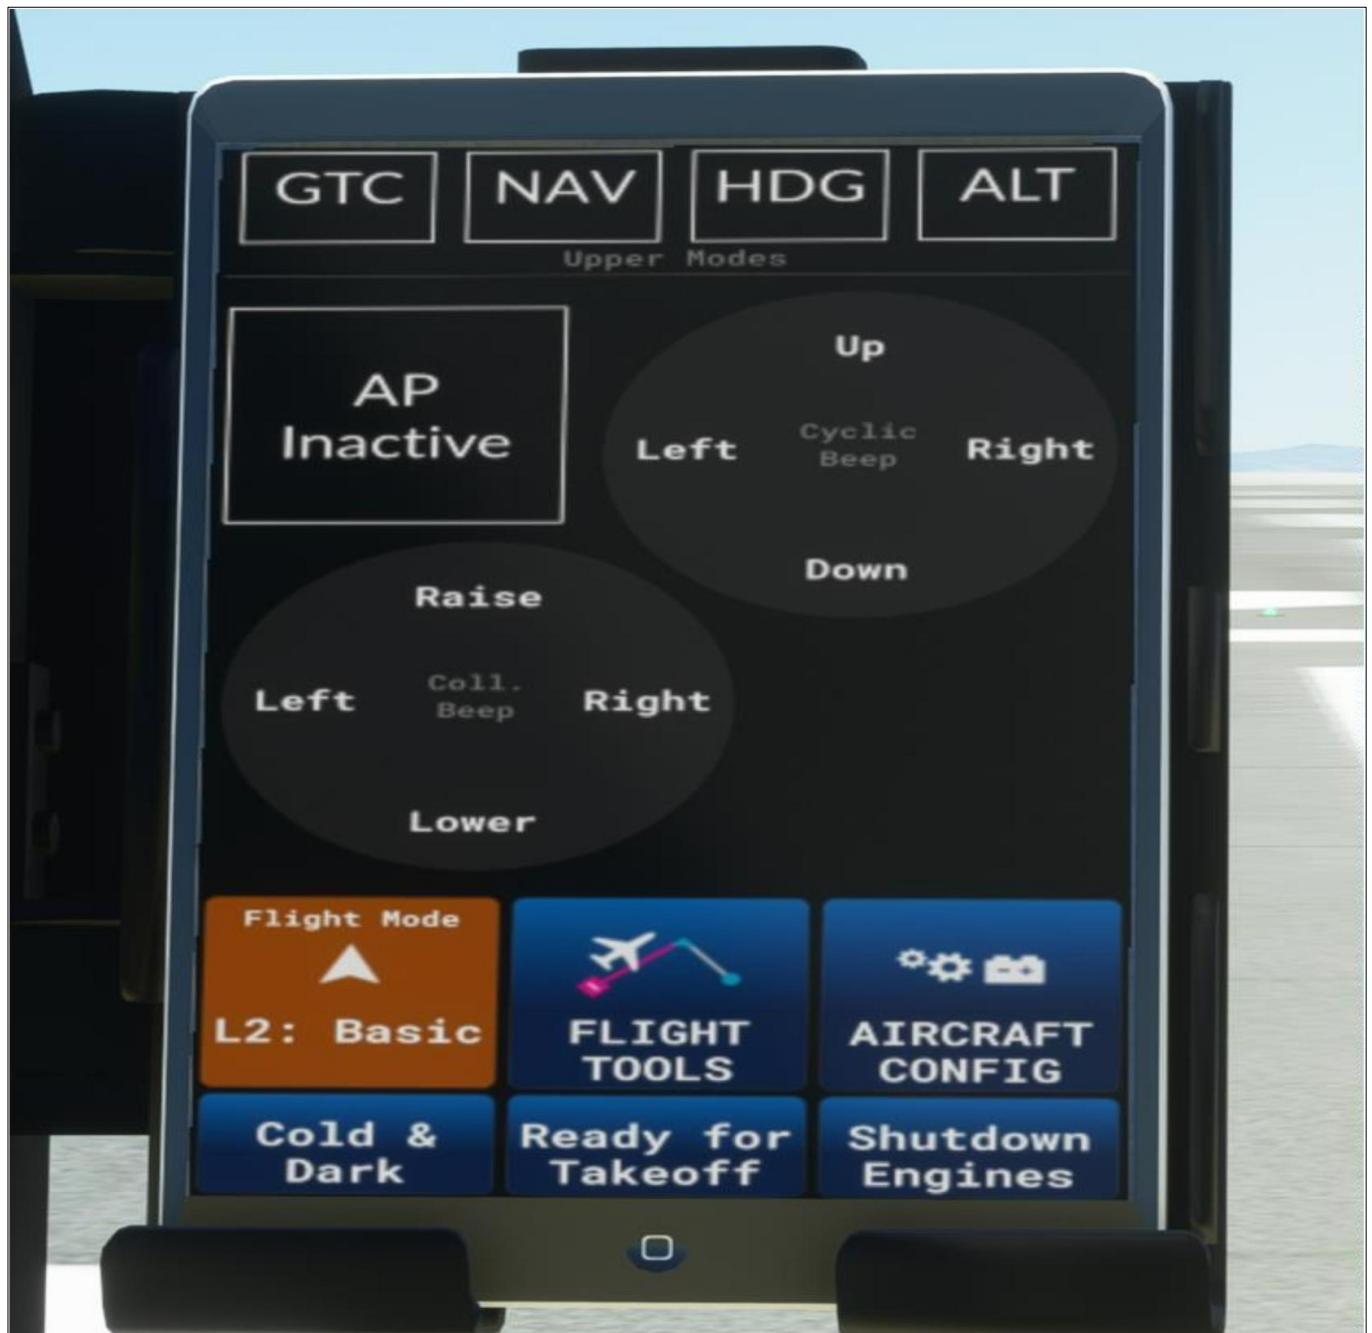 GTC NAV HDG ALT
Upper Modes
AP
Inactive
Up
Left Cyclic Right
Beep
Down
Raise
Left Coll. Right
Beep
Lower
Flight Mode
L2: Basic
FLIGHT
TOOLS
AIRCRAFT
CONFIG
Cold &
Dark
Ready for
Takeoff
Shutdown
Engines